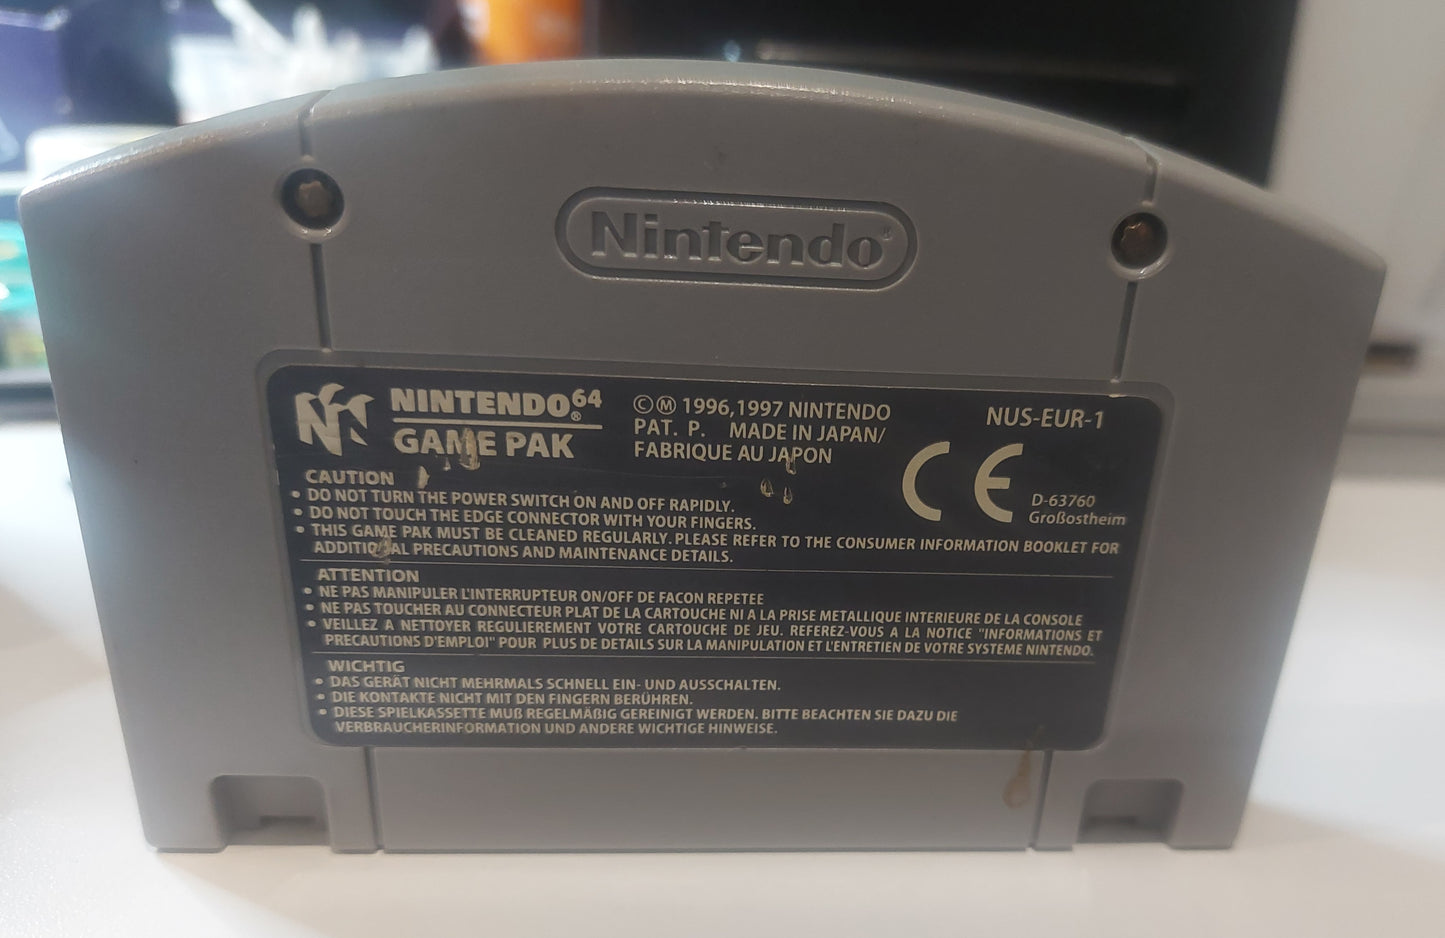 Nintendo®
NINTENDO64®
GAME PAK
©Ⓜ 1996,1997 NINTENDO
PAT. P. MADE IN JAPAN/
FABRIQUE AU JAPON
NUS-EUR-1
CE
D-63760
Großostheim
CAUTION
• DO NOT TURN THE POWER SWITCH ON AND OFF RAPIDLY.
• DO NOT TOUCH THE EDGE CONNECTOR WITH YOUR FINGERS.
• THIS GAME PAK MUST BE CLEANED REGULARLY. PLEASE REFER TO THE CONSUMER INFORMATION BOOKLET FOR
ADDITIONAL PRECAUTIONS AND MAINTENANCE DETAILS.
ATTENTION
• NE PAS MANIPULER L'INTERRUPTEUR ON/OFF DE FACON REPETEE
• NE PAS TOUCHER AU CONNECTEUR PLAT DE LA CARTOUCHE NI A LA PRISE METALLIQUE INTERIEURE DE LA CONSOLE
• VEILLEZ A NETTOYER REGULIEREMENT VOTRE CARTOUCHE DE JEU. REFEREZ-VOUS A LA NOTICE "INFORMATIONS ET
PRECAUTIONS D'EMPLOI" POUR PLUS DE DETAILS SUR LA MANIPULATION ET L'ENTRETIEN DE VOTRE SYSTEME NINTENDO.
WICHTIG
• DAS GERÄT NICHT MEHRMALS SCHNELL EIN- UND AUSSCHALTEN.
• DIE KONTAKTE NICHT MIT DEN FINGERN BERÜHREN.
• DIESE SPIELKASSETTE MUß REGELMÄßIG GEREINIGT WERDEN. BITTE BEACHTEN SIE DAZU DIE
VERBRAUCHERINFORMATION UND ANDERE WICHTIGE HINWEISE.